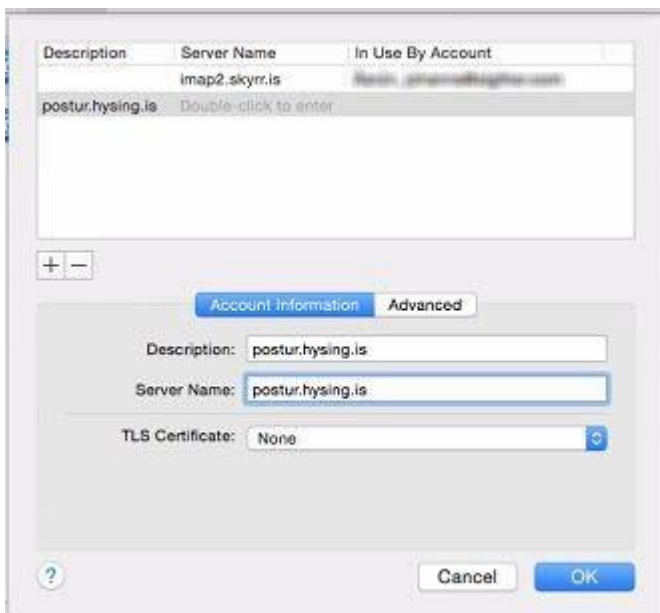 Description Server Name In Use By Account
imap2.skyrr.is
postur.hysing.is Double-click to enter
+ −
Account Information Advanced
Description: postur.hysing.is
Server Name: postur.hysing.is
TLS Certificate: None
? Cancel OK